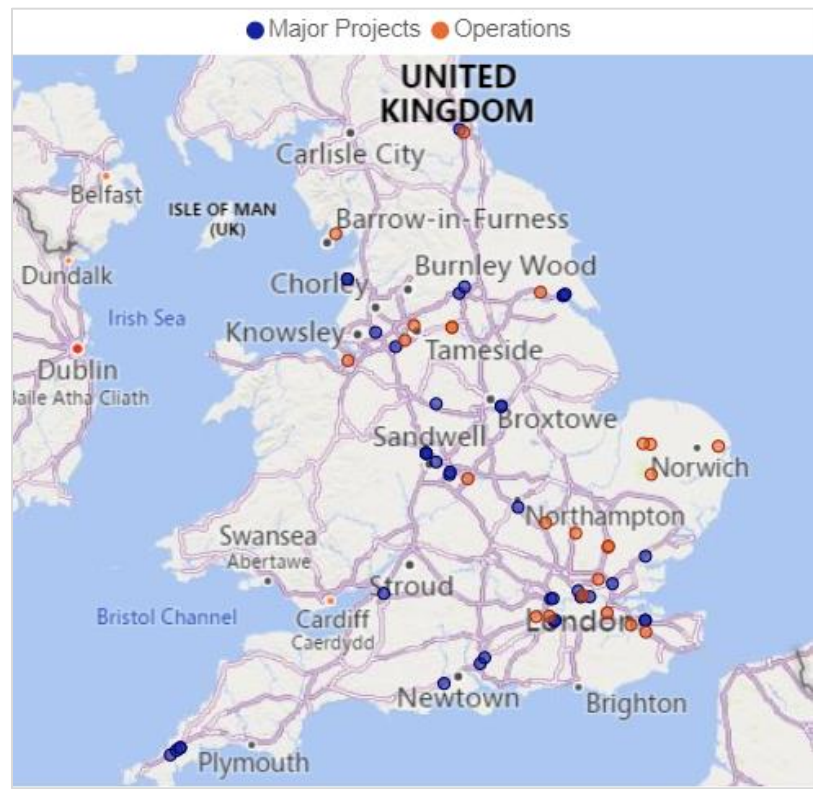 Major Projects Operations
UNITED
KINGDOM
Carlisle City
Belfast
ISLE OF MAN
(UK)
Barrow-in-Furness
Dundalk
Chorley
Burnley Wood
Irish Sea
Knowsley
Tameside
Dublin
Baile Atha Cliath
Broxtowe
Sandwell
Norwich
Northampton
Swansea
Abertawe
Stroud
Bristol Channel
Cardiff
Caerdydd
London
Newtown
Brighton
Plymouth